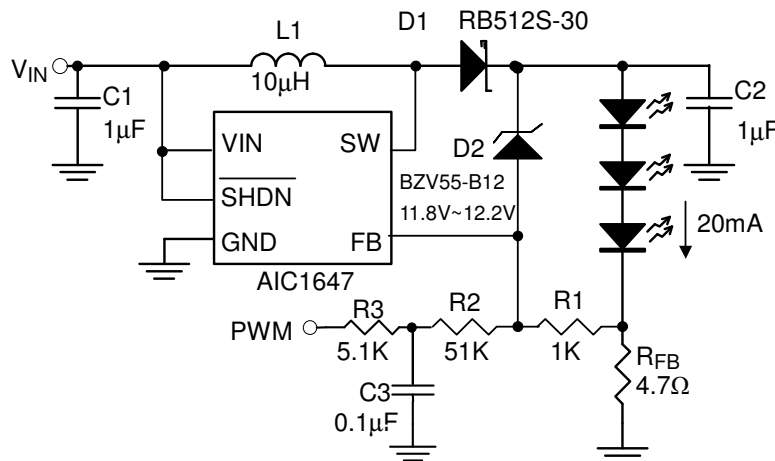 D1 RB512S-30
L1
VIN
10μH
C1
1μF
C2
1μF
VIN SW
D2
SHDN
BZV55-B12
11.8V~12.2V
GND FB
20mA
AIC1647
R3 R2 R1
PWM
5.1K 51K 1K
RFB
4.7Ω
C3
0.1μF